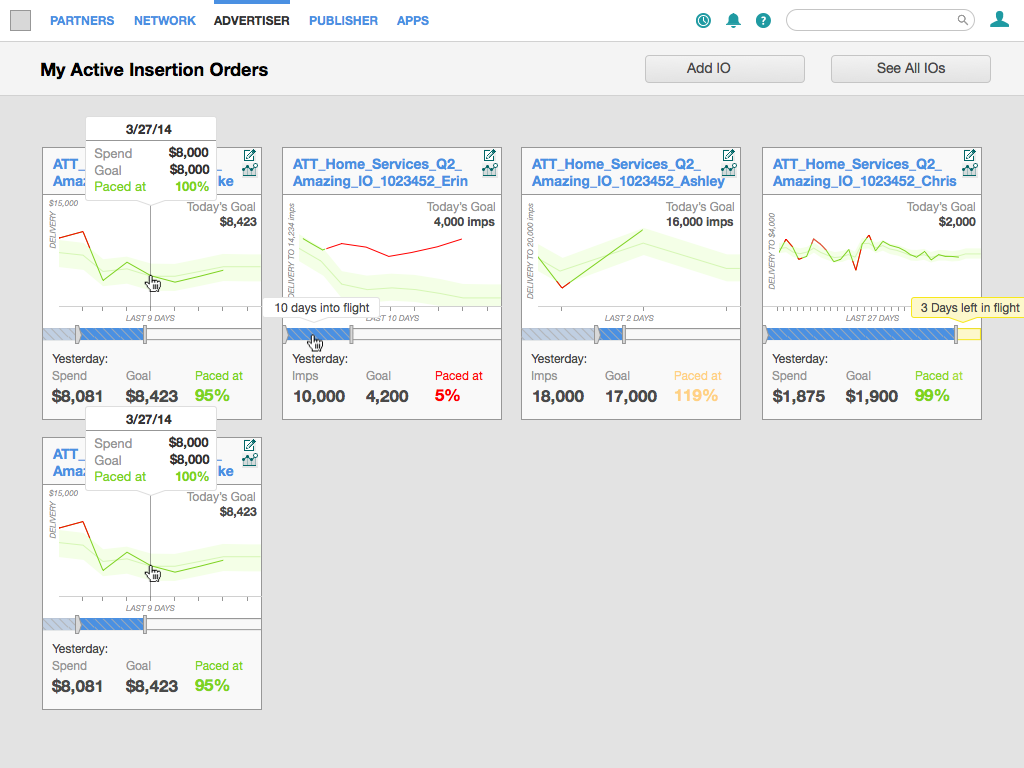 PARTNERS NETWORK ADVERTISER PUBLISHER APPS
?
My Active Insertion Orders
Add IO
See All IOs
3/27/14
Spend $8,000
Goal $8,000
Paced at 100%
ATT_
Amaz
ke
$15,000
DELIVERY
Today's Goal
$8,423
LAST 9 DAYS
Yesterday:
Spend Goal Paced at
$8,081 $8,423 95%
ATT_Home_Services_Q2_
Amazing_IO_1023452_Erin
DELIVERY TO 14,234 imps
Today's Goal
4,000 imps
10 days into flight
LAST 10 DAYS
Yesterday:
Imps Goal Paced at
10,000 4,200 5%
ATT_Home_Services_Q2_
Amazing_IO_1023452_Ashley
DELIVERY TO 20,000 imps
Today's Goal
16,000 imps
LAST 2 DAYS
Yesterday:
Imps Goal Paced at
18,000 17,000 119%
ATT_Home_Services_Q2_
Amazing_IO_1023452_Chris
DELIVERY TO $4,000
Today's Goal
$2,000
3 Days left in flight
LAST 27 DAYS
Yesterday:
Spend Goal Paced at
$1,875 $1,900 99%
3/27/14
Spend $8,000
Goal $8,000
Paced at 100%
ATT_
Amaz
ke
$15,000
DELIVERY
Today's Goal
$8,423
LAST 9 DAYS
Yesterday:
Spend Goal Paced at
$8,081 $8,423 95%